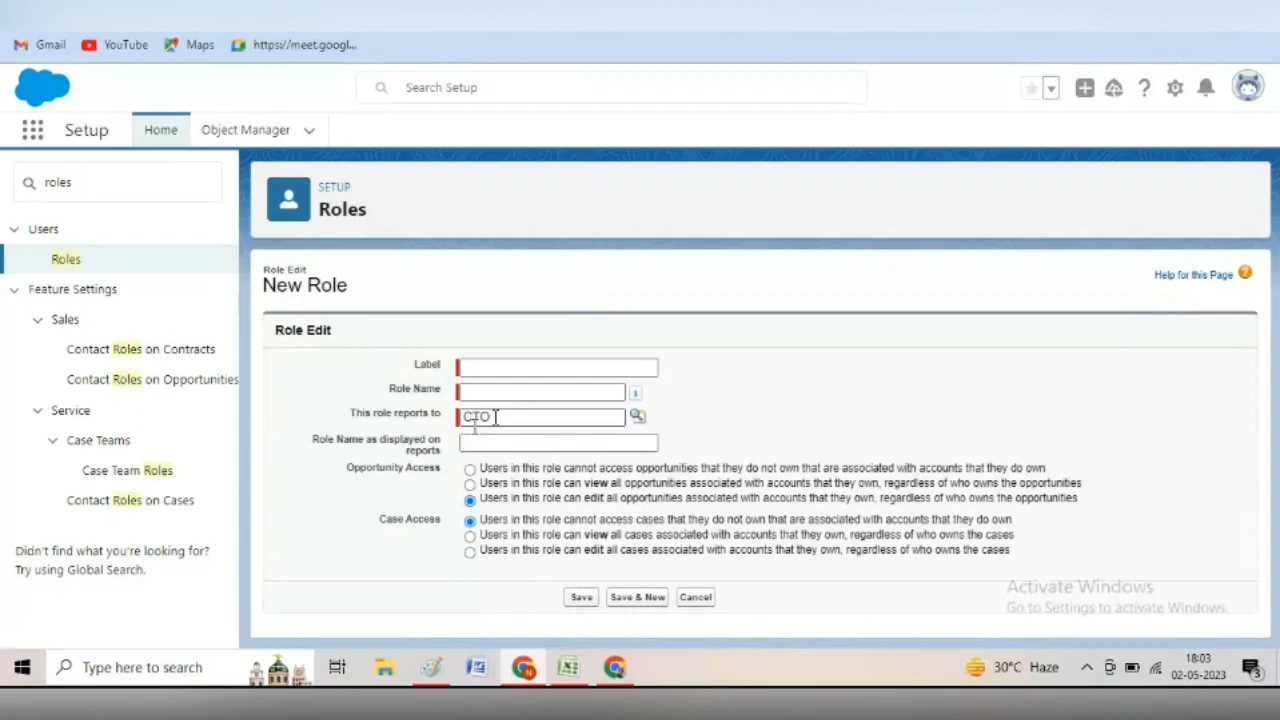 Gmail YouTube Maps https://meet.googl...
Search Setup
Setup Home Object Manager
roles
Users
Roles
Feature Settings
Sales
Contact Roles on Contracts
Contact Roles on Opportunities
Service
Case Teams
Case Team Roles
Contact Roles on Cases
Didn't find what you're looking for?
Try using Global Search.
SETUP
Roles
Role Edit
New Role
Help for this Page
Role Edit
Label
Role Name
This role reports to CTO
Role Name as displayed on
reports
Opportunity Access Users in this role cannot access opportunities that they do not own that are associated with accounts that they do own
Users in this role can view all opportunities associated with accounts that they own, regardless of who owns the opportunities
Users in this role can edit all opportunities associated with accounts that they own, regardless of who owns the opportunities
Case Access Users in this role cannot access cases that they do not own that are associated with accounts that they do own
Users in this role can view all cases associated with accounts that they own, regardless of who owns the cases
Users in this role can edit all cases associated with accounts that they own, regardless of who owns the cases
Save Save & New Cancel
Activate Windows
Go to Settings to activate Windows.
Type here to search
30°C Haze
18:03
02-05-2023
3